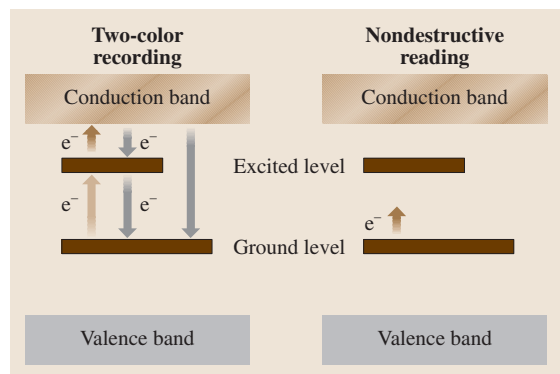 Two-color
recording
Nondestructive
reading
Conduction band
Conduction band
e⁻
e⁻
Excited level
e⁻
e⁻
e⁻
Ground level
Valence band
Valence band